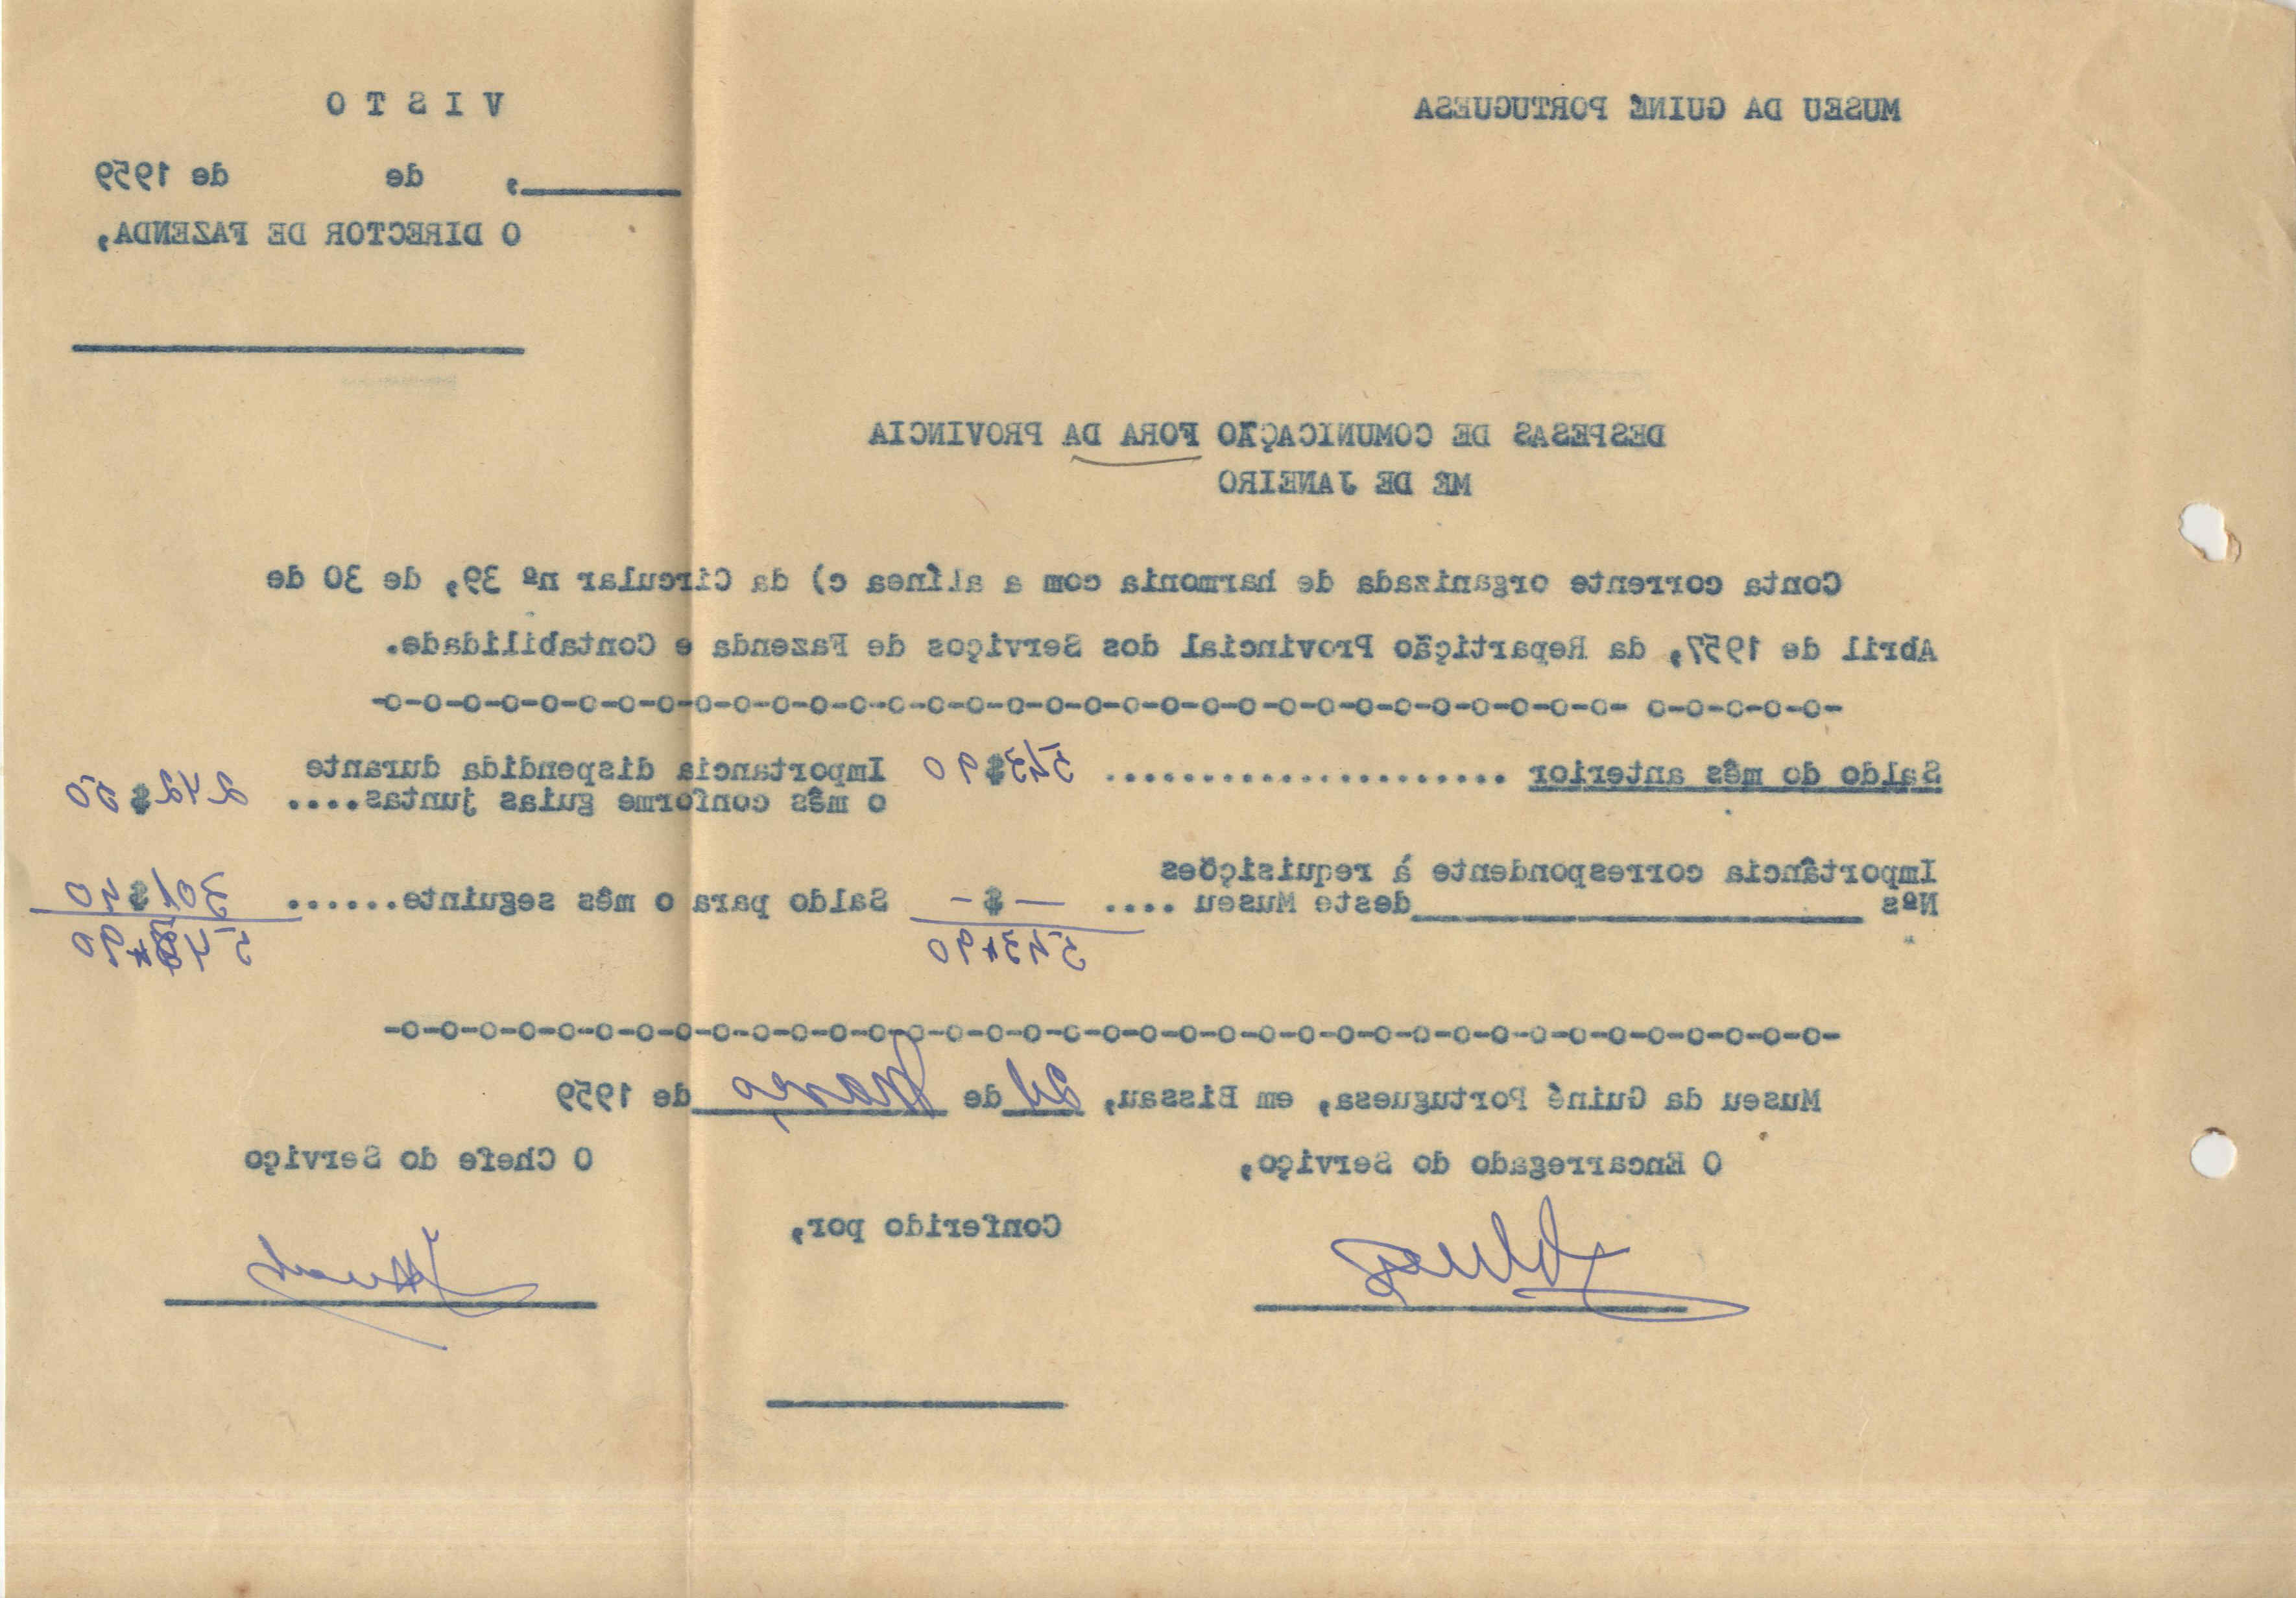 MUSEU DA GUINÉ PORTUGUESA
V I S T O
______, de de 1959
O DIRECTOR DE FAZENDA,
DESPESAS DE COMUNICAÇÃO FORA DA PROVINCIA
ME DE JANEIRO
Conta corrente organizada de harmonia com a alínea c) da Circular nº 39, de 30 de
Abril de 1957, da Repartição Provincial dos Serviços de Fazenda e Contabilidade.
-o-o-o-o-o -o-o-o-o-o-o-o-o-o-o-o-o-o-o-o-o-o-o-o-o-o-o-o-o-o-o-o-o-o-o-o-o-
Saldo do mês anterior ..................... 543$90 Importancia dispendida durante
o mês conforme guias juntas.... 242$50
Importância correspondente à requisições
Nºs ______ deste Museu .... —$— Saldo para o mês seguinte...... 301$40
543$90 543$90
-o-o-o-o-o-o-o-o-o-o-o-o-o-o-o-o-o-o-o-o-o-o-o-o-o-o-o-o-o-o-o-o-o-o-o-o-o-
Museu da Guiné Portuguesa, em Bissau, 21 de Março de 1959
O Encarregado do Serviço, O Chefe do Serviço
Conferido por,